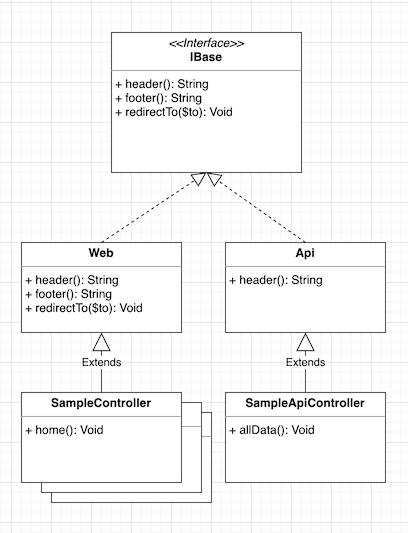 <<Interface>>
IBase
+ header(): String
+ footer(): String
+ redirectTo($to): Void
Web
+ header(): String
+ footer(): String
+ redirectTo($to): Void
Api
+ header(): String
Extends
Extends
SampleController
+ home(): Void
SampleApiController
+ allData(): Void